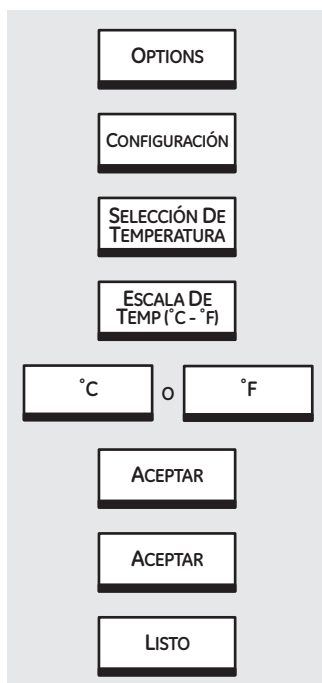 OPTIONS
CONFIGURACIÓN
SELECCIÓN DE
TEMPERATURA
ESCALA DE
TEMP (˚C - ˚F)
˚C o ˚F
ACEPTAR
ACEPTAR
LISTO